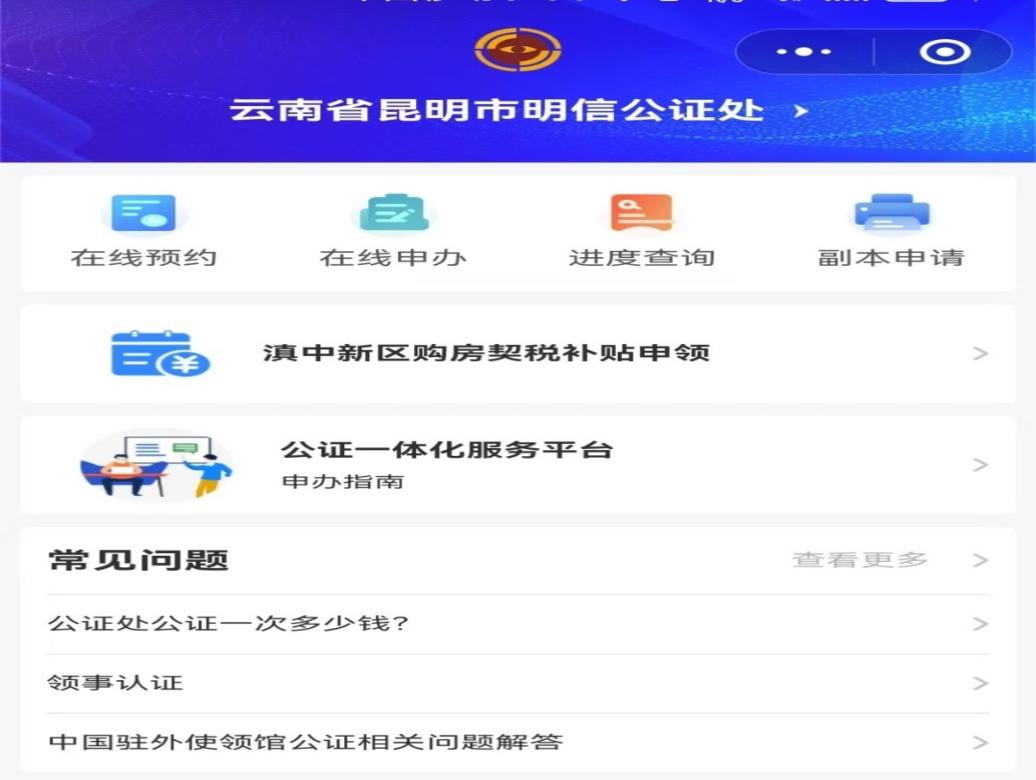 云南省昆明市明信公证处
在线预约 在线申办 进度查询 副本申请
滇中新区购房契税补贴申领
公证一体化服务平台
申办指南
常见问题 查看更多
公证处公证一次多少钱?
领事认证
中国驻外使领馆公证相关问题解答